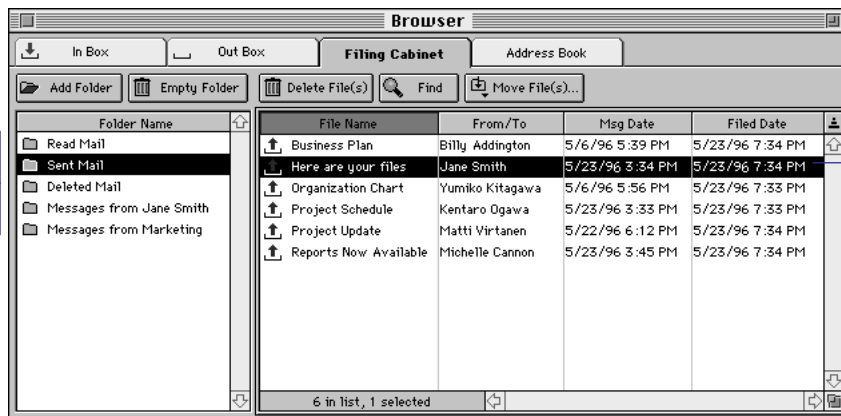 Browser
In Box Out Box Filing Cabinet Address Book
Add Folder Empty Folder Delete File(s) Find Move File(s)...
Folder Name
Read Mail
Sent Mail
Deleted Mail
Messages from Jane Smith
Messages from Marketing
File Name From/To Msg Date Filed Date
Business Plan Billy Addington 5/6/96 5:39 PM 5/23/96 7:34 PM
Here are your files Jane Smith 5/23/96 3:34 PM 5/23/96 7:34 PM
Organization Chart Yumiko Kitagawa 5/6/96 5:56 PM 5/23/96 7:33 PM
Project Schedule Kentaro Ogawa 5/23/96 3:33 PM 5/23/96 7:33 PM
Project Update Matti Virtanen 5/22/96 6:12 PM 5/23/96 7:34 PM
Reports Now Available Michelle Cannon 5/23/96 3:45 PM 5/23/96 7:34 PM
6 in list, 1 selected